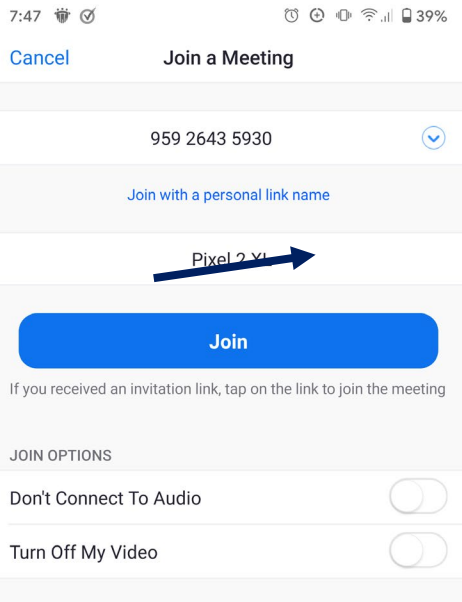 7:47 39%
Cancel Join a Meeting
959 2643 5930
Join with a personal link name
Pixel 2 XL
Join
If you received an invitation link, tap on the link to join the meeting
JOIN OPTIONS
Don't Connect To Audio
Turn Off My Video